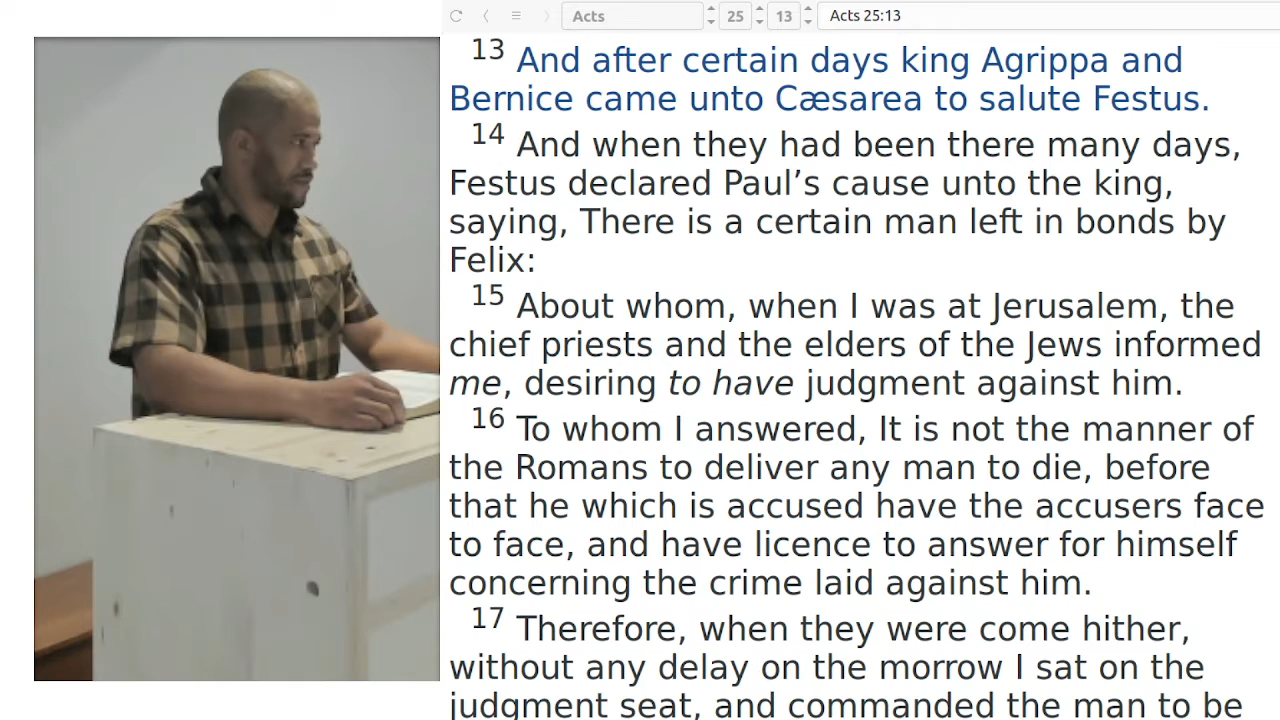 Acts 25 13 Acts 25:13
13 And after certain days king Agrippa and
Bernice came unto Cæsarea to salute Festus.
14 And when they had been there many days,
Festus declared Paul’s cause unto the king,
saying, There is a certain man left in bonds by
Felix:
15 About whom, when I was at Jerusalem, the
chief priests and the elders of the Jews informed
me, desiring to have judgment against him.
16 To whom I answered, It is not the manner of
the Romans to deliver any man to die, before
that he which is accused have the accusers face
to face, and have licence to answer for himself
concerning the crime laid against him.
17 Therefore, when they were come hither,
without any delay on the morrow I sat on the
judgment seat, and commanded the man to be